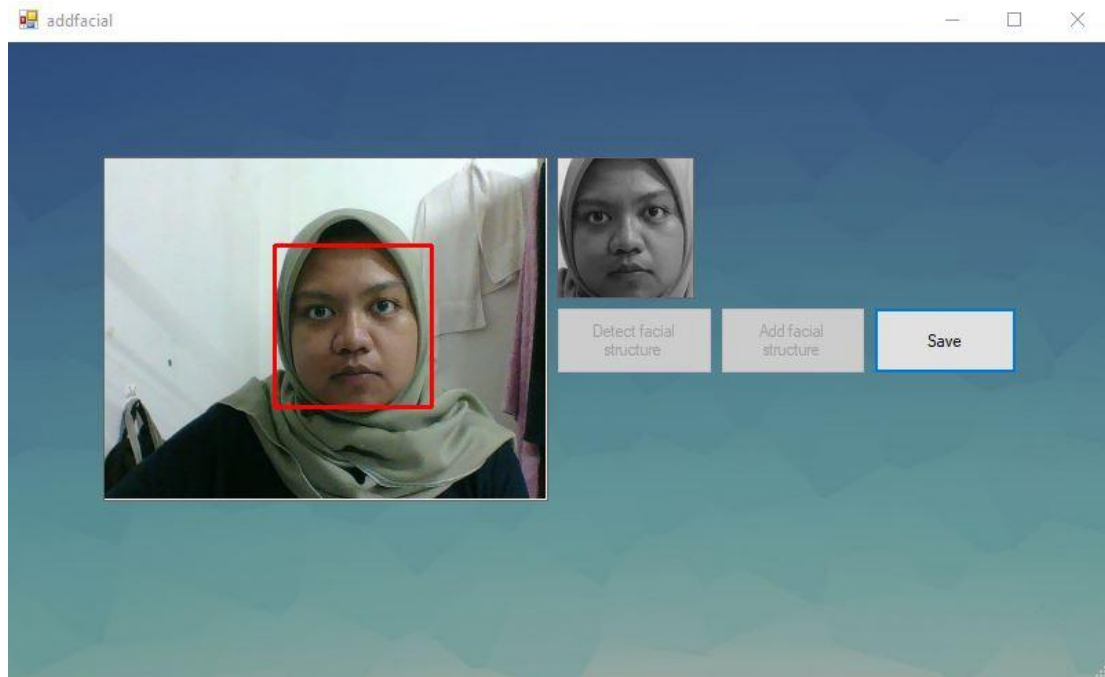 addfacial
Detect facial
structure
Add facial
structure
Save